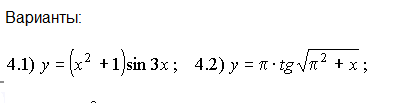 Варианты:
4.1) y = (x² + 1)sin 3x ; 4.2) y = π · tg√(π² + x) ;